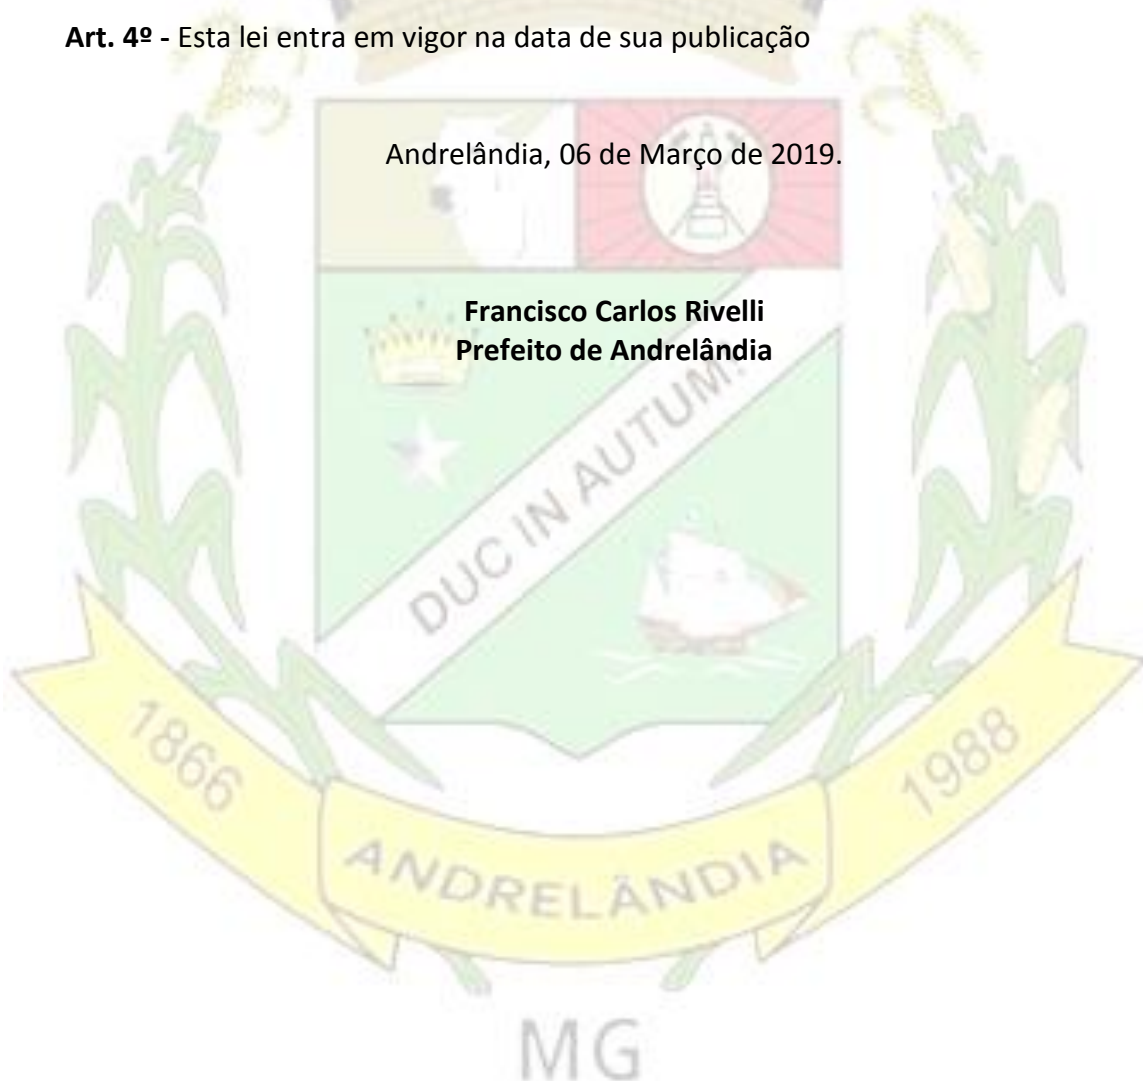 Art. 4º - Esta lei entra em vigor na data de sua publicação
Andrelândia, 06 de Março de 2019.
Francisco Carlos Rivelli
Prefeito de Andrelândia
DUC IN AUTUM!
1866
ANDRELÂNDIA
1988
MG